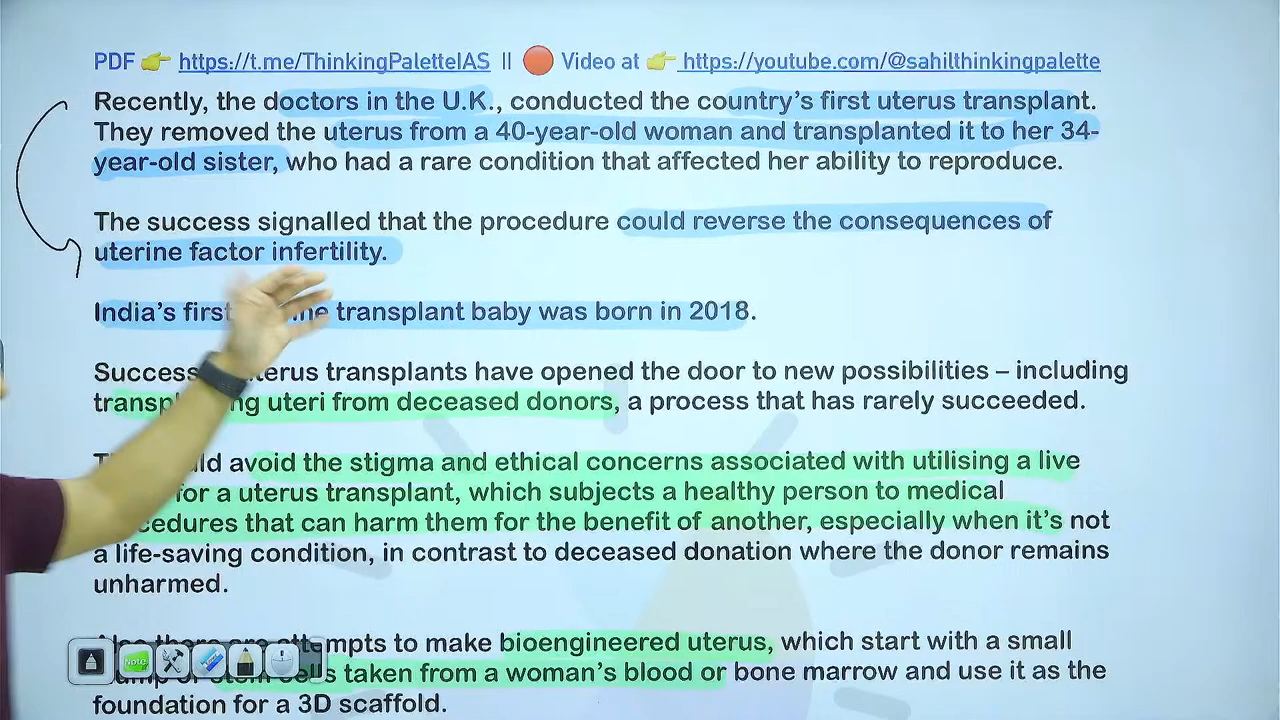 PDF 👉 https://t.me/ThinkingPaletteIAS || 🔴 Video at 👉 https://youtube.com/@sahilthinkingpalette
Recently, the doctors in the U.K., conducted the country's first uterus transplant.
They removed the uterus from a 40-year-old woman and transplanted it to her 34-
year-old sister, who had a rare condition that affected her ability to reproduce.
The success signalled that the procedure could reverse the consequences of
uterine factor infertility.
India's first transplant baby was born in 2018.
Success uterus transplants have opened the door to new possibilities – including
uteri from deceased donors, a process that has rarely succeeded.
avoid the stigma and ethical concerns associated with utilising a live
for a uterus transplant, which subjects a healthy person to medical
procedures that can harm them for the benefit of another, especially when it's not
a life-saving condition, in contrast to deceased donation where the donor remains
unharmed.
Also there are attempts to make bioengineered uterus, which start with a small
stem cells taken from a woman's blood or bone marrow and use it as the
foundation for a 3D scaffold.
Note